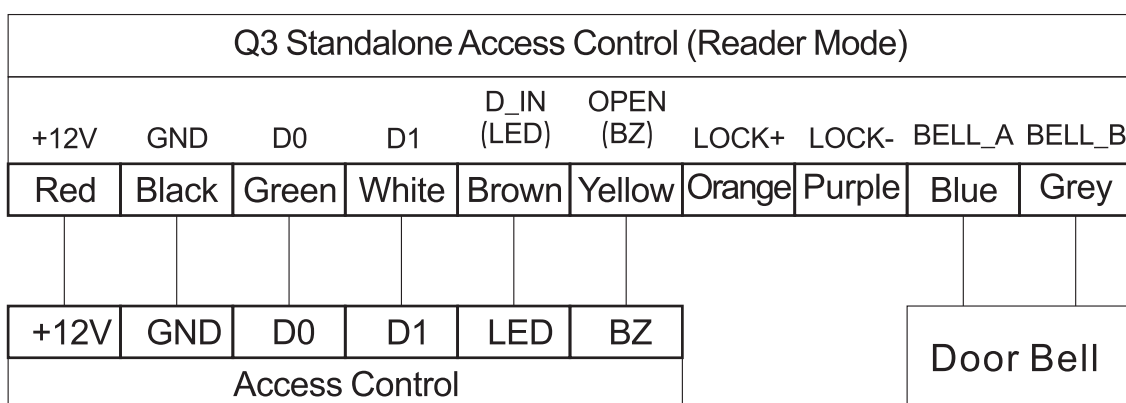 Q3 Standalone Access Control (Reader Mode)
+12V GND D0 D1 D_IN (LED) OPEN (BZ) LOCK+ LOCK- BELL_A BELL_B
Red Black Green White Brown Yellow Orange Purple Blue Grey
+12V GND D0 D1 LED BZ
Door Bell
Access Control